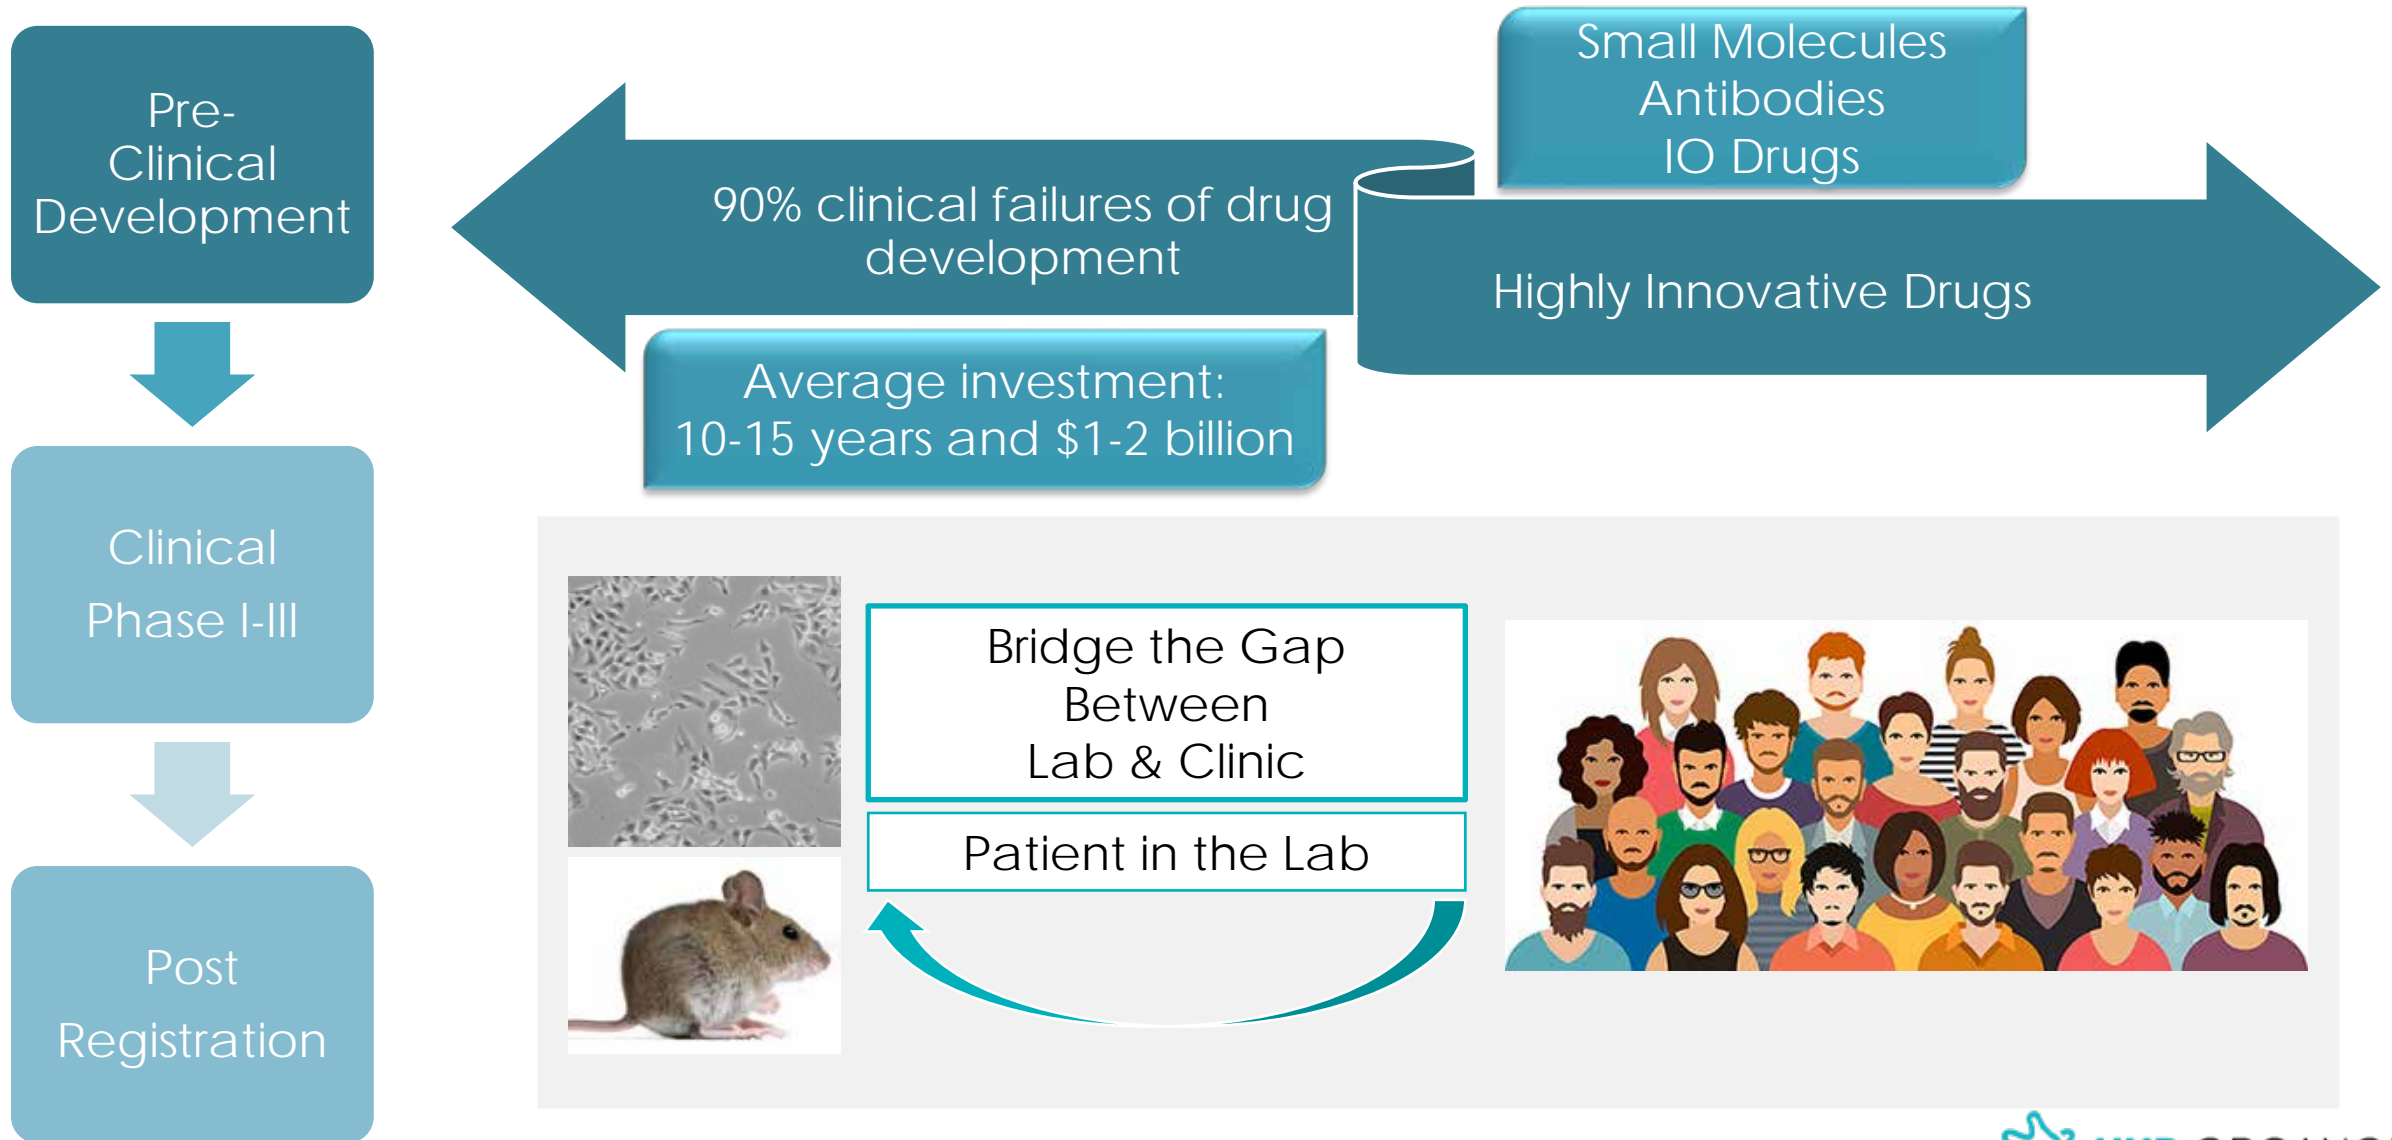 Pre-
Clinical
Development
Clinical
Phase I-III
Post
Registration
90% clinical failures of drug
development
Average investment:
10-15 years and $1-2 billion
Small Molecules
Antibodies
IO Drugs
Highly Innovative Drugs
Bridge the Gap
Between
Lab & Clinic
Patient in the Lab